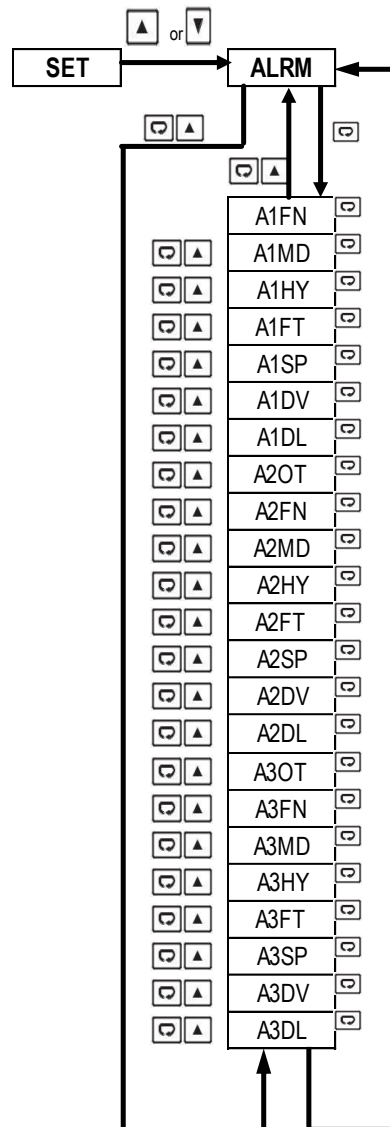 or
SET
ALRM
A1FN
A1MD
A1HY
A1FT
A1SP
A1DV
A1DL
A2OT
A2FN
A2MD
A2HY
A2FT
A2SP
A2DV
A2DL
A3OT
A3FN
A3MD
A3HY
A3FT
A3SP
A3DV
A3DL